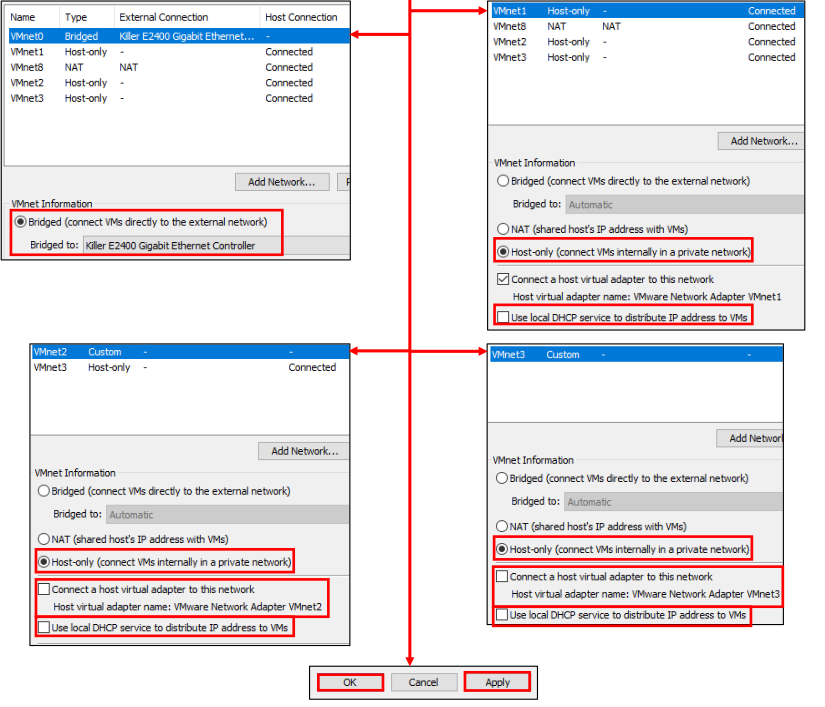 Name Type External Connection Host Connection
VMnet0 Bridged Killer E2400 Gigabit Ethernet... -
VMnet1 Host-only - Connected
VMnet8 NAT NAT Connected
VMnet2 Host-only - Connected
VMnet3 Host-only - Connected
Add Network...
VMnet Information
Bridged (connect VMs directly to the external network)
Bridged to: Killer E2400 Gigabit Ethernet Controller
VMnet1 Host-only - Connected
VMnet8 NAT NAT Connected
VMnet2 Host-only - Connected
VMnet3 Host-only - Connected
Add Network...
VMnet Information
Bridged (connect VMs directly to the external network)
Bridged to: Automatic
NAT (shared host's IP address with VMs)
Host-only (connect VMs internally in a private network)
Connect a host virtual adapter to this network
Host virtual adapter name: VMware Network Adapter VMnet1
Use local DHCP service to distribute IP address to VMs
VMnet2 Custom - -
VMnet3 Host-only - Connected
Add Network...
VMnet Information
Bridged (connect VMs directly to the external network)
Bridged to: Automatic
NAT (shared host's IP address with VMs)
Host-only (connect VMs internally in a private network)
Connect a host virtual adapter to this network
Host virtual adapter name: VMware Network Adapter VMnet2
Use local DHCP service to distribute IP address to VMs
VMnet3 Custom - -
Add Networ
VMnet Information
Bridged (connect VMs directly to the external network)
Bridged to: Automatic
NAT (shared host's IP address with VMs)
Host-only (connect VMs internally in a private network)
Connect a host virtual adapter to this network
Host virtual adapter name: VMware Network Adapter VMnet3
Use local DHCP service to distribute IP address to VMs
OK Cancel Apply